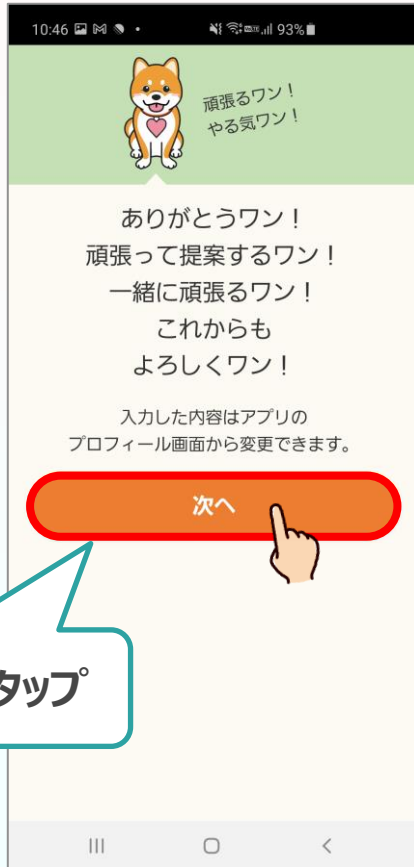 10:46
93%
頑張るワン！
やる気ワン！
ありがとうワン！
頑張って提案するワン！
一緒に頑張るワン！
これからも
よろしくワン！
入力した内容はアプリの
プロフィール画面から変更できます。
次へ
タップ